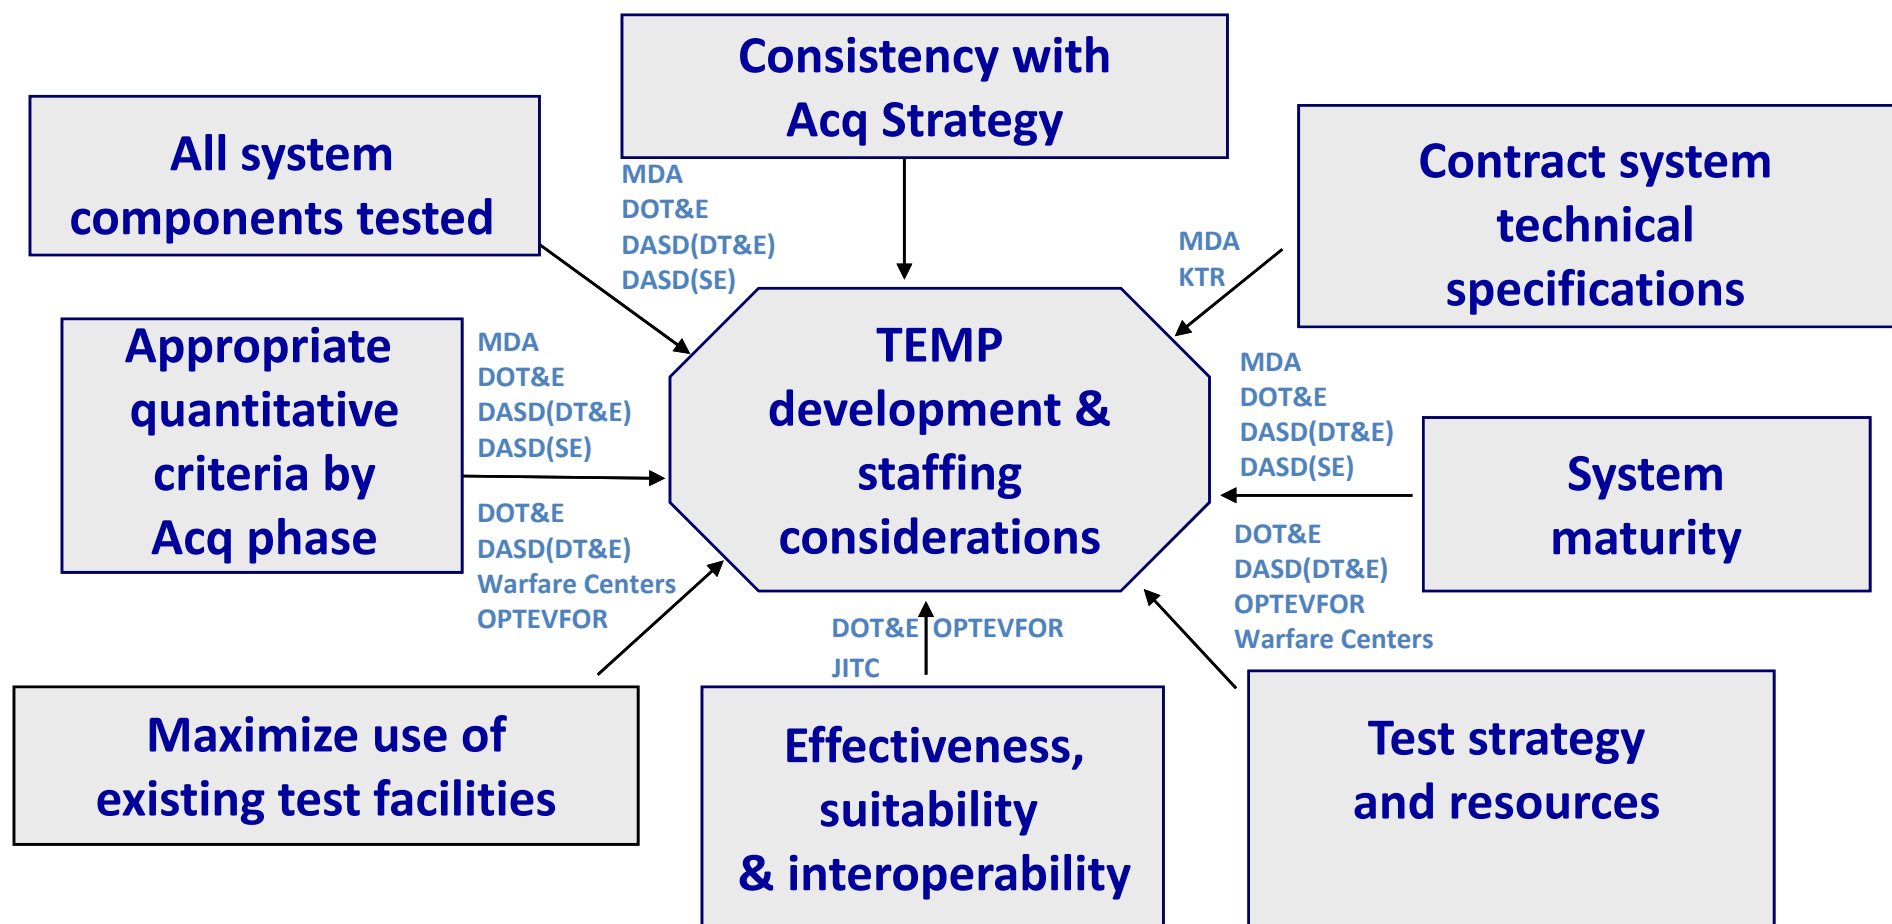 Consistency with
Acq Strategy
All system
components tested
MDA
DOT&E
DASD(DT&E)
DASD(SE)
Contract system
technical
specifications
MDA
KTR
Appropriate
quantitative
criteria by
Acq phase
MDA
DOT&E
DASD(DT&E)
DASD(SE)
TEMP
development &
staffing
considerations
MDA
DOT&E
DASD(DT&E)
DASD(SE)
System
maturity
DOT&E
DASD(DT&E)
Warfare Centers
OPTEVFOR
DOT&E OPTEVFOR
JITC
DOT&E
DASD(DT&E)
OPTEVFOR
Warfare Centers
Maximize use of
existing test facilities
Effectiveness,
suitability
& interoperability
Test strategy
and resources